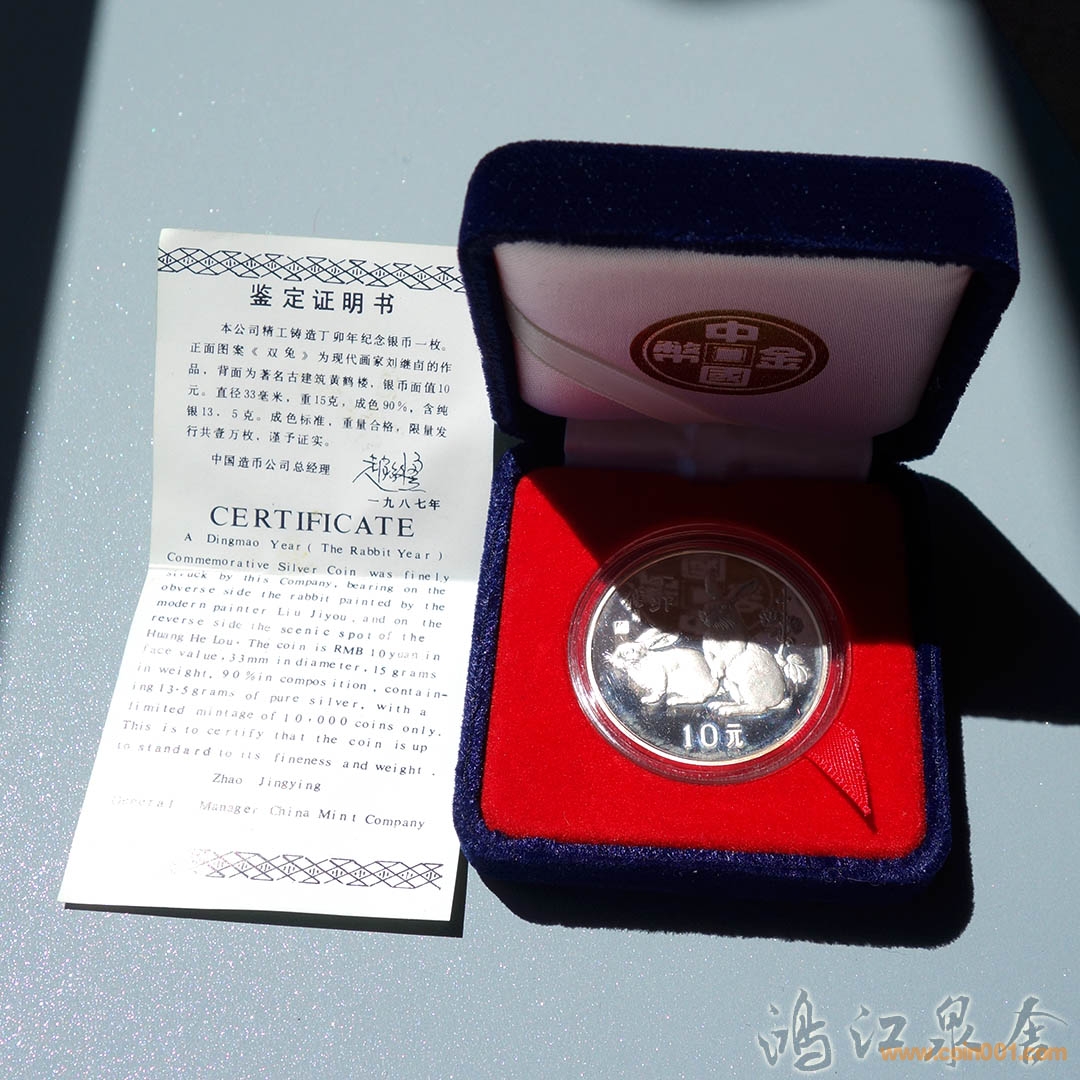 鉴定证明书
本公司精工铸造丁卯年纪念银币一枚。
正面图案《双兔》为现代画家刘继卣的作
品，背面为著名古建筑黄鹤楼，银币面值10
元。直径33毫米，重15克，成色90%，含纯
银13．5克。成色标准，重量合格，限量发
行共壹万枚，谨予证实。
中国造币公司总经理
一九八七年
CERTIFICATE
A Dingmao Year ( The Rabbit Year )
Commemorative Silver Coin was finely
struck by this Company, bearing on the
obverse side the rabbit painted by the
modern painter Liu Jiyou, and on the
reverse side the scenic spot of the
Huang He Lou. The coin is RMB 10yuan in
face value, 33mm in diameter, 15 grams
in weight, 90%in composition, contain-
ing13.5grams of pure silver, with a
limited mintage of 10,000 coins only.
This is to certify that the coin is up
to standard to its fineness and weight.
Zhao Jingying
General Manager China Mint Company
中國金幣
10元
鸿江泉舍
www.coin001.com